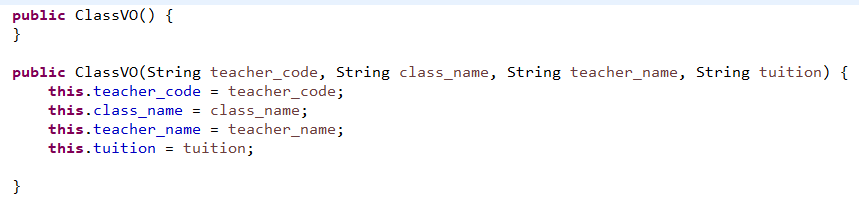 public ClassVO() {
}
public ClassVO(String teacher_code, String class_name, String teacher_name, String tuition) {
this.teacher_code = teacher_code;
this.class_name = class_name;
this.teacher_name = teacher_name;
this.tuition = tuition;
}